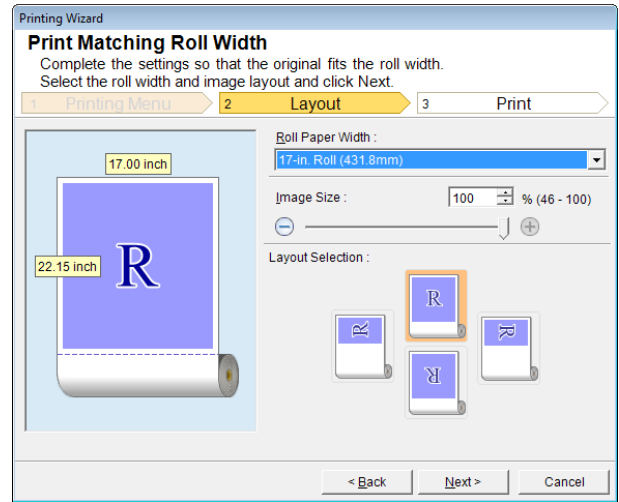 Printing Wizard
Print Matching Roll Width
Complete the settings so that the original fits the roll width.
Select the roll width and image layout and click Next.
1 Printing Menu 2 Layout 3 Print
Roll Paper Width :
17-in. Roll (431.8mm)
17.00 inch
Image Size : 100 % (46 - 100)
22.15 inch
R
Layout Selection :
R
R
R
R
< Back Next > Cancel